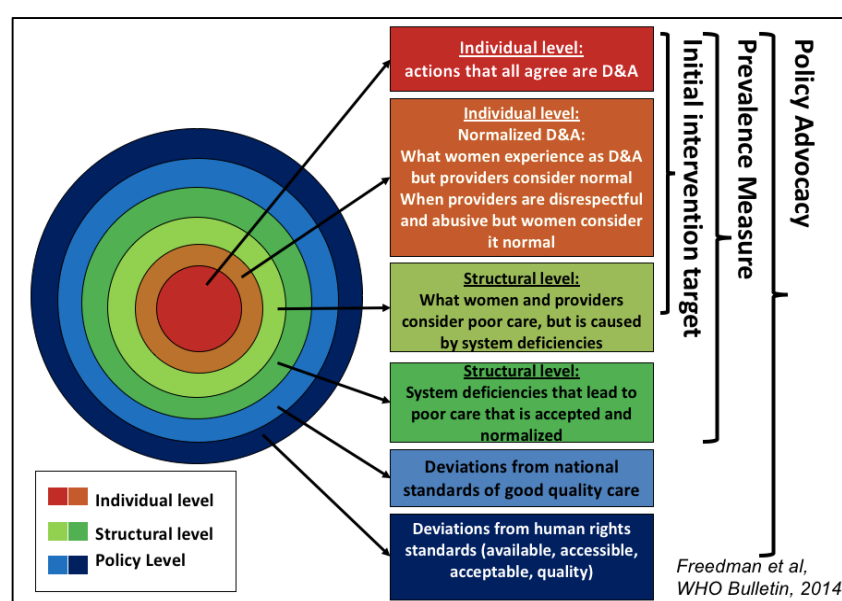 Individual level:
actions that all agree are D&A
Individual level:
Normalized D&A:
What women experience as D&A
but providers consider normal
When providers are disrespectful
and abusive but women consider
it normal
Structural level:
What women and providers
consider poor care, but is caused
by system deficiencies
Structural level:
System deficiencies that lead to
poor care that is accepted and
normalized
Deviations from national
standards of good quality care
Deviations from human rights
standards (available, accessible,
acceptable, quality)
Initial intervention target
Prevalence Measure
Policy Advocacy
Individual level
Structural level
Policy Level
Freedman et al,
WHO Bulletin, 2014